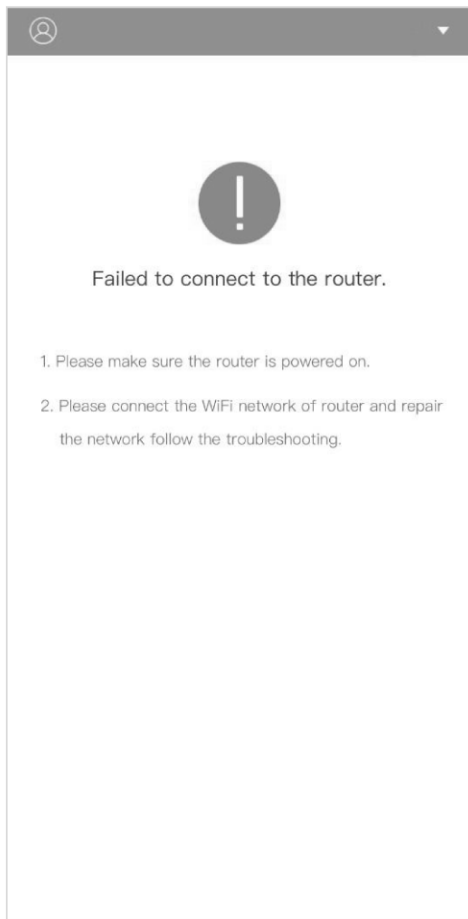 Failed to connect to the router.
1. Please make sure the router is powered on.
2. Please connect the WiFi network of router and repair
the network follow the troubleshooting.